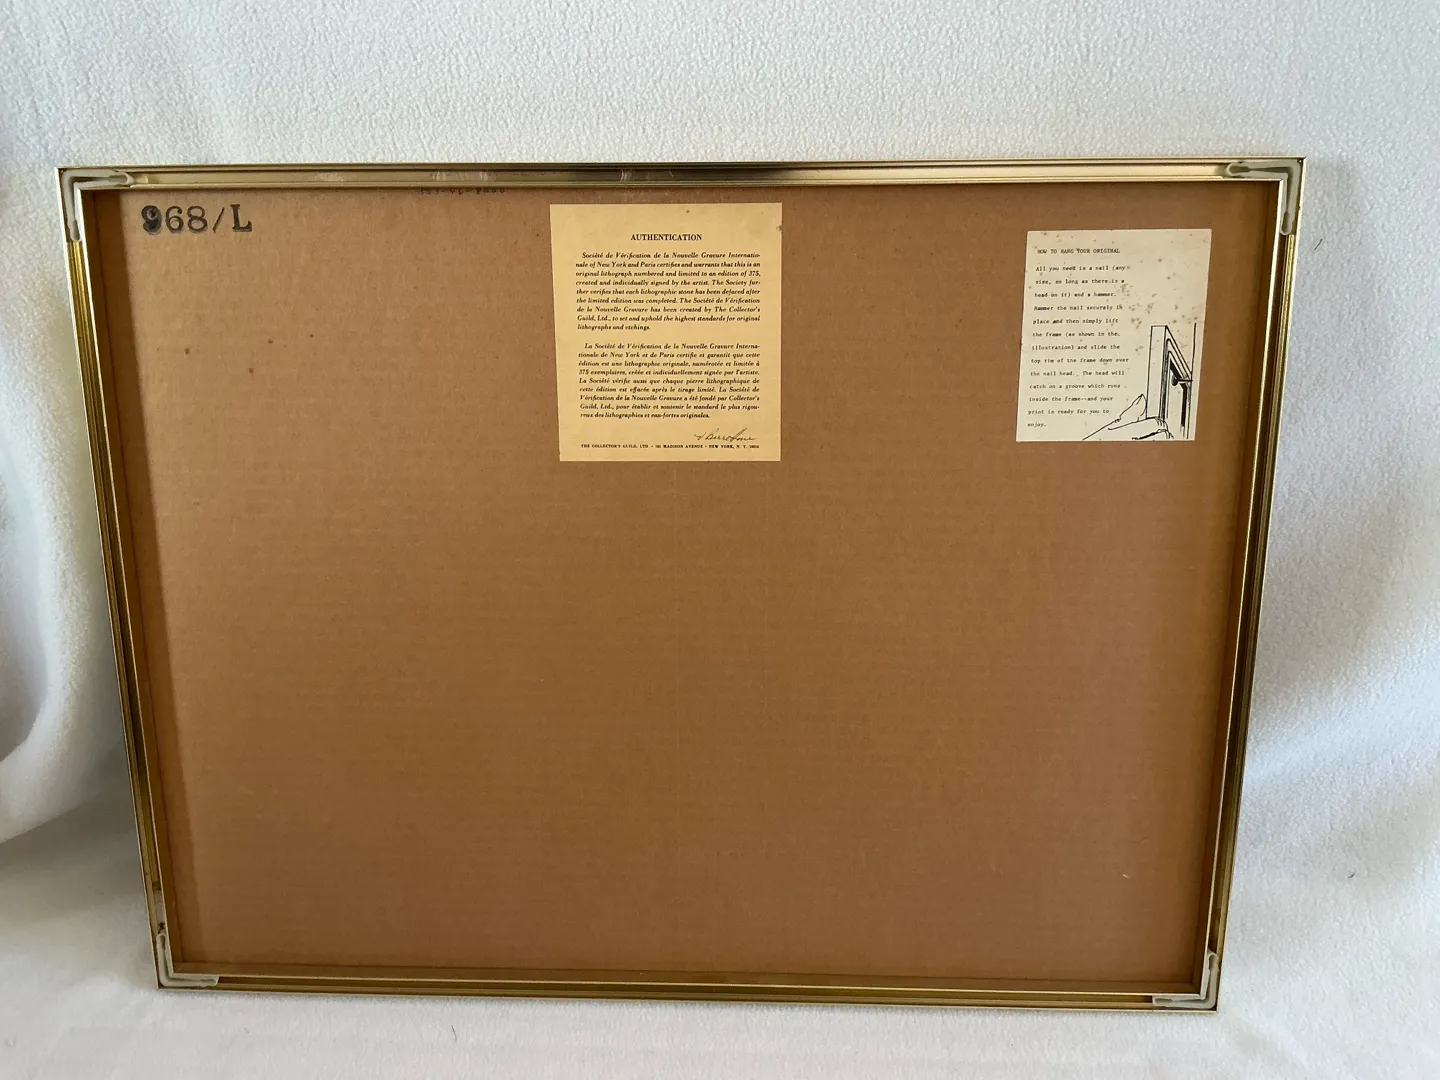 968/L
AUTHENTICATION
Société de Vérification de la Nouvelle Gravure Internatio-
nale of New York and Paris certifies and warrants that this is an
original lithograph numbered and limited to an edition of 375,
created and individually signed by the artist. The Society fur-
ther verifies that each lithographic stone has been defaced after
the limited edition was completed. The Société de Vérification
de la Nouvelle Gravure has been created by The Collector's
Guild, Ltd., to set and uphold the highest standards for original
lithographs and etchings.
La Société de Vérification de la Nouvelle Gravure Interna-
tionale de New York et de Paris certifie et garantit que cette
édition est une lithographie originale, numérotée et limitée à
375 exemplaires, créée et individuellement signée par l'artiste.
La Société vérifie aussi que chaque pierre lithographique de
cette édition est effacée après le tirage limité. La Société de
Vérification de la Nouvelle Gravure a été fondé par Collector's
Guild, Ltd., pour établir et soutenir le standard le plus rigou-
reux des lithographies et eau-fortes originales.
THE COLLECTOR'S GUILD, LTD. • MADISON AVENUE • NEW YORK, N. Y.
HOW TO HANG YOUR ORIGINAL
All you need is a nail (any
size, so long as there is a
head on it) and a hammer.
Hammer the nail securely in
place and then simply lift
the frame (as shown in the
illustration) and slide the
top rim of the frame down over
the nail head. The head will
catch on a groove which runs
inside the frame--and your
print is ready for you to
enjoy.